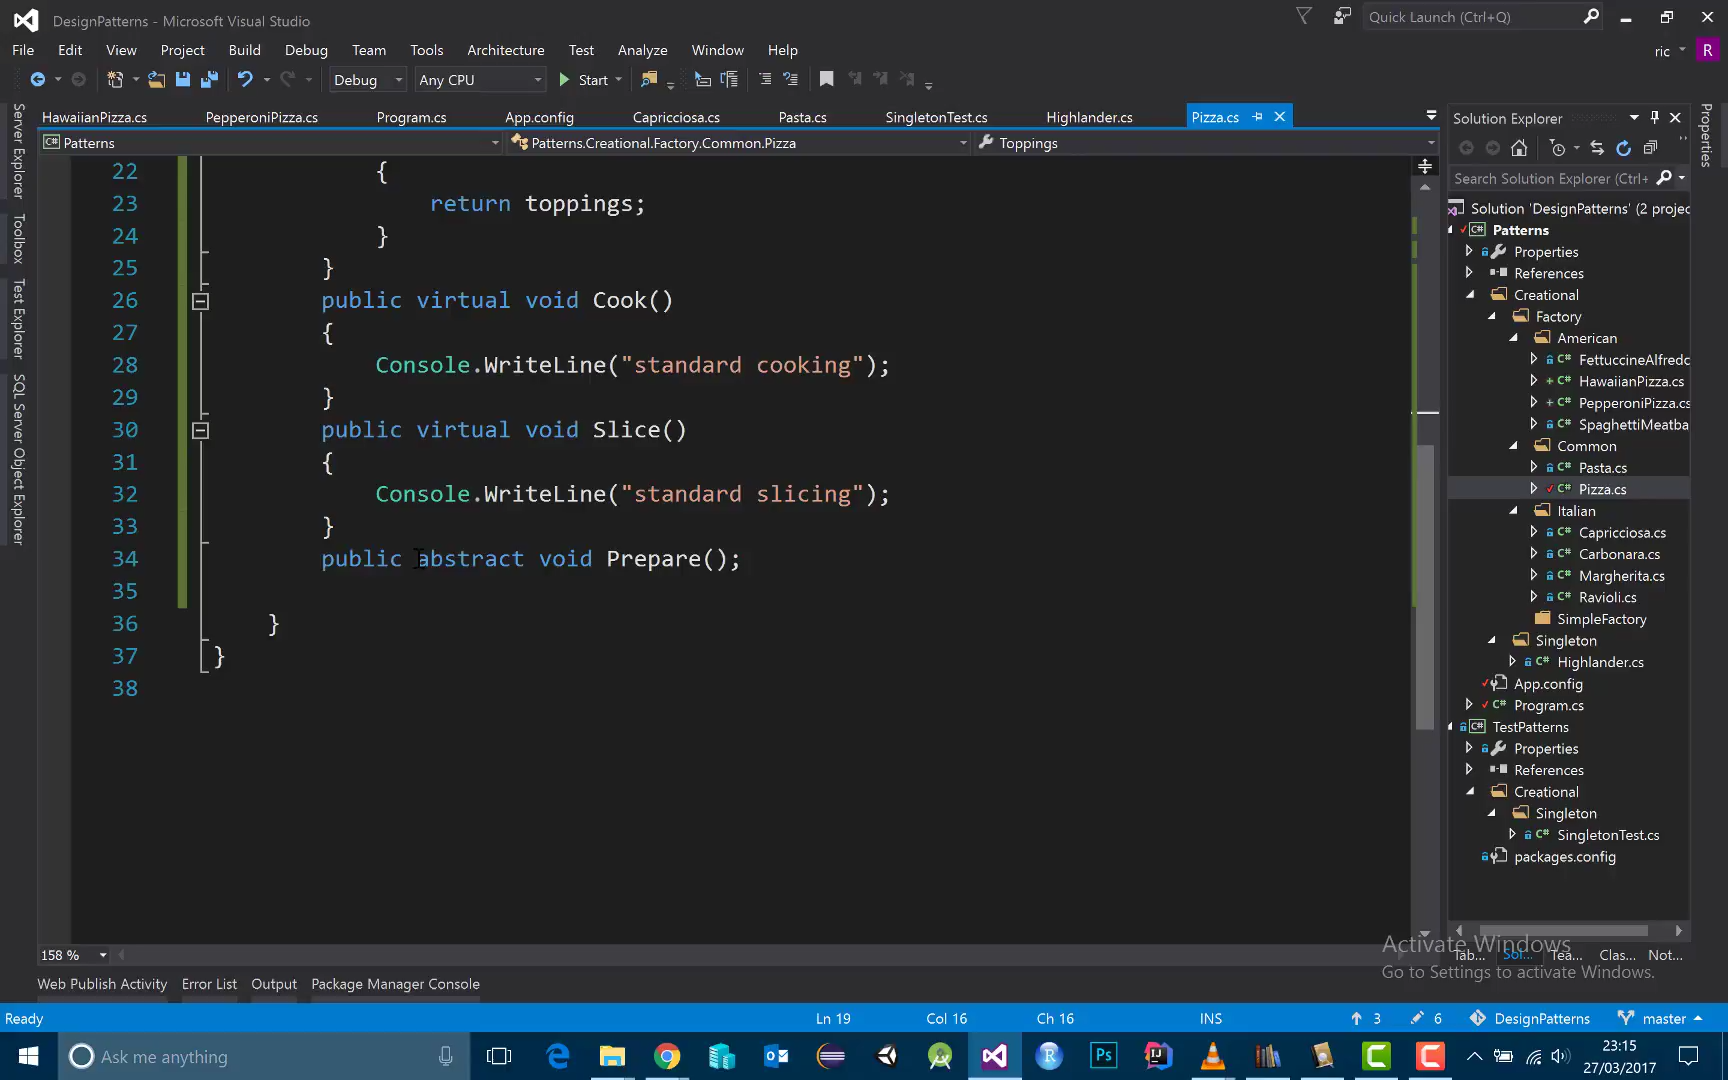 DesignPatterns - Microsoft Visual Studio
Quick Launch (Ctrl+Q)
File Edit View Project Build Debug Team Tools Architecture Test Analyze Window Help
ric R
Debug Any CPU Start
HawaiianPizza.cs PepperoniPizza.cs Program.cs App.config Capricciosa.cs Pasta.cs SingletonTest.cs Highlander.cs Pizza.cs
Patterns Patterns.Creational.Factory.Common.Pizza Toppings
Server Explorer
Toolbox
Test Explorer
SQL Server Object Explorer
22 {
23 return toppings;
24 }
25 }
26 public virtual void Cook()
27 {
28 Console.WriteLine("standard cooking");
29 }
30 public virtual void Slice()
31 {
32 Console.WriteLine("standard slicing");
33 }
34 public abstract void Prepare();
35
36 }
37 }
38
158 %
Solution Explorer
Search Solution Explorer (Ctrl+
Solution 'DesignPatterns' (2 projec
C# Patterns
Properties
References
Creational
Factory
American
C# FettuccineAlfredo
C# HawaiianPizza.cs
C# PepperoniPizza.cs
C# SpaghettiMeatba
Common
C# Pasta.cs
C# Pizza.cs
Italian
C# Capricciosa.cs
C# Carbonara.cs
C# Margherita.cs
C# Ravioli.cs
SimpleFactory
Singleton
C# Highlander.cs
App.config
C# Program.cs
C# TestPatterns
Properties
References
Creational
Singleton
C# SingletonTest.cs
packages.config
Properties
Activate Windows
Go to Settings to activate Windows.
Tab... Sol... Tea... Clas... Not...
Web Publish Activity Error List Output Package Manager Console
Ready Ln 19 Col 16 Ch 16 INS 3 6 DesignPatterns master
Ask me anything
R Ps
23:15
27/03/2017